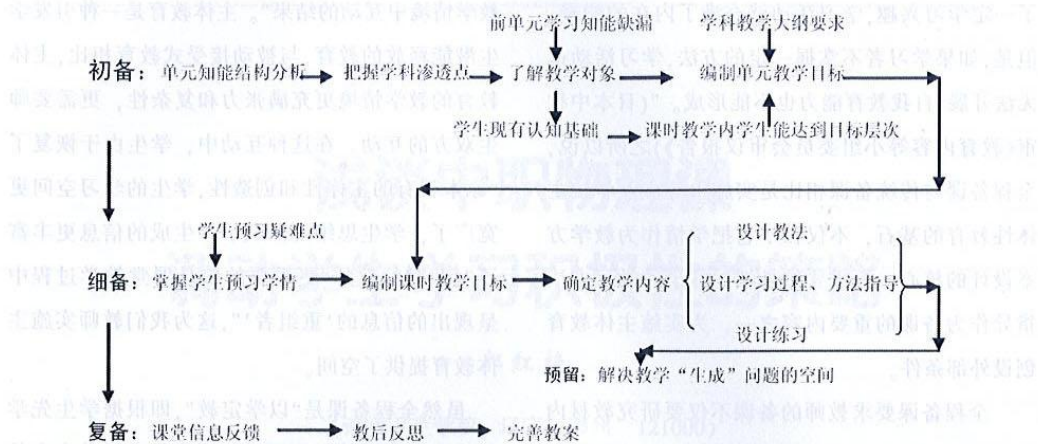 前单元学习知能缺漏 学科教学大纲要求
初备：单元知能结构分析 把握学科渗透点 了解教学对象 编制单元教学目标
学生现有认知基础 课时教学内学生能达到目标层次
学生预习疑难点 设计教法
细备：掌握学生预习学情 编制课时教学目标 确定教学内容 设计学习过程、方法指导
设计练习
预留：解决教学“生成”问题的空间
复备：课堂信息反馈 教后反思 完善教案